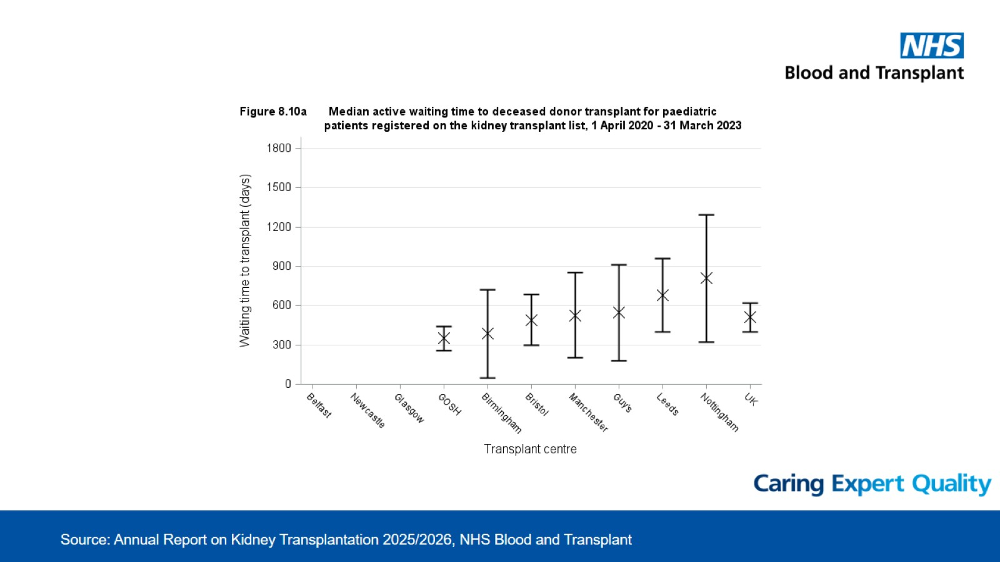 NHS
Blood and Transplant
Figure 8.10a Median active waiting time to deceased donor transplant for paediatric
patients registered on the kidney transplant list, 1 April 2020 - 31 March 2023
Waiting time to transplant (days)
1800
1500
1200
900
600
300
0
Belfast
Newcastle
Glasgow
GOSH
Birmingham
Bristol
Manchester
Guy's
Leeds
Nottingham
UK
Transplant centre
Caring Expert Quality
Source: Annual Report on Kidney Transplantation 2025/2026, NHS Blood and Transplant